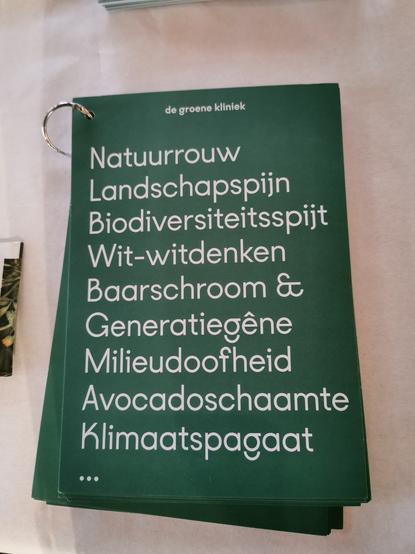 de groene kliniek
Natuurrouw
Landschapspijn
Biodiversiteitsspijt
Wit-witdenken
Baarschroom &
Generatiegêne
Milieudoofheid
Avocadoschaamte
Klimaatspagaat
...